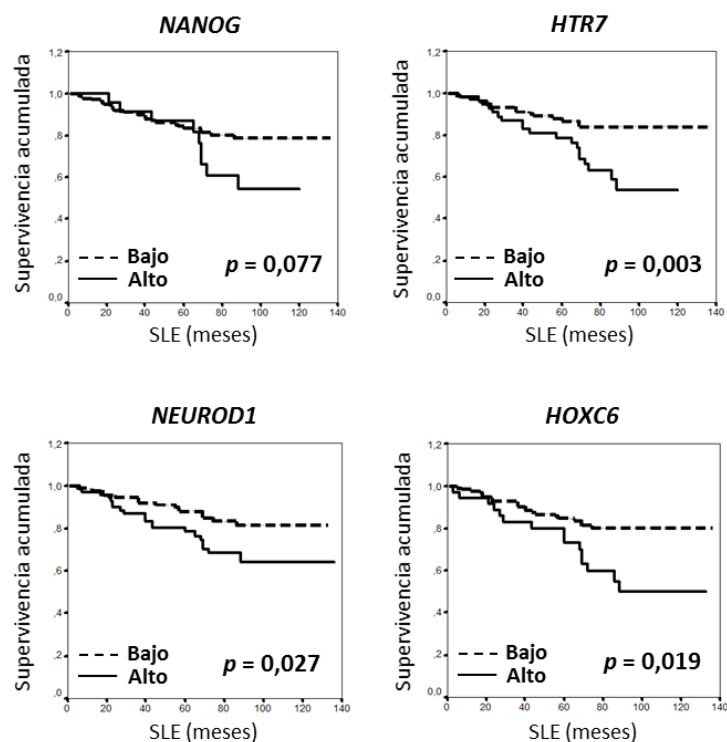 NANOG
Supervivencia acumulada
1,2
1,0
,8
,6
,4
,2
0,0
Bajo
Alto
p = 0,077
0 20 40 60 80 100 120 140
SLE (meses)
HTR7
Supervivencia acumulada
1,2
1,0
,8
,6
,4
,2
0,0
Bajo
Alto
p = 0,003
0 20 40 60 80 100 120 140
SLE (meses)
NEUROD1
Supervivencia acumulada
1,2
1,0
,8
,6
,4
,2
,0
Bajo
Alto
p = 0,027
0 20 40 60 80 100 120 140
SLE (meses)
HOXC6
Supervivencia acumulada
1,2
1,0
,8
,6
,4
,2
0,0
Bajo
Alto
p = 0,019
0 20 40 60 80 100 120 140
SLE (meses)